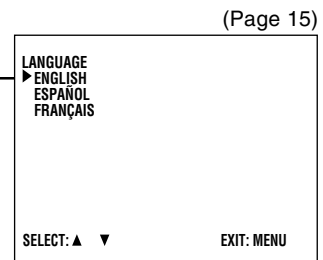 (Page 15)
LANGUAGE
▶ENGLISH
ESPAÑOL
FRANÇAIS
SELECT:▲ ▼ EXIT: MENU